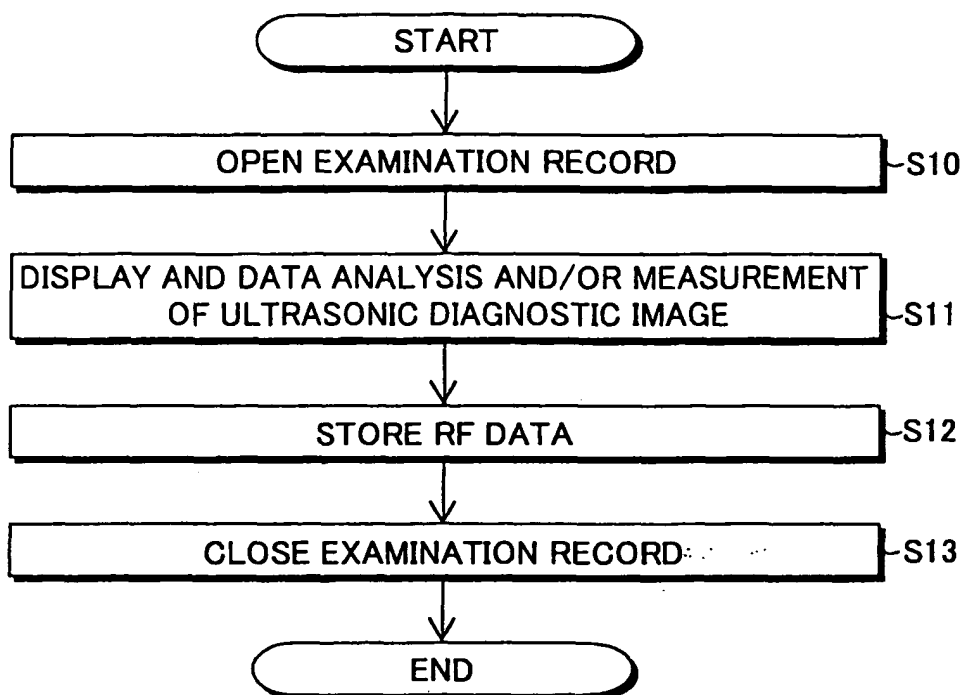 START
OPEN EXAMINATION RECORD
S10
DISPLAY AND DATA ANALYSIS AND/OR MEASUREMENT
OF ULTRASONIC DIAGNOSTIC IMAGE
S11
STORE RF DATA
S12
CLOSE EXAMINATION RECORD
S13
END